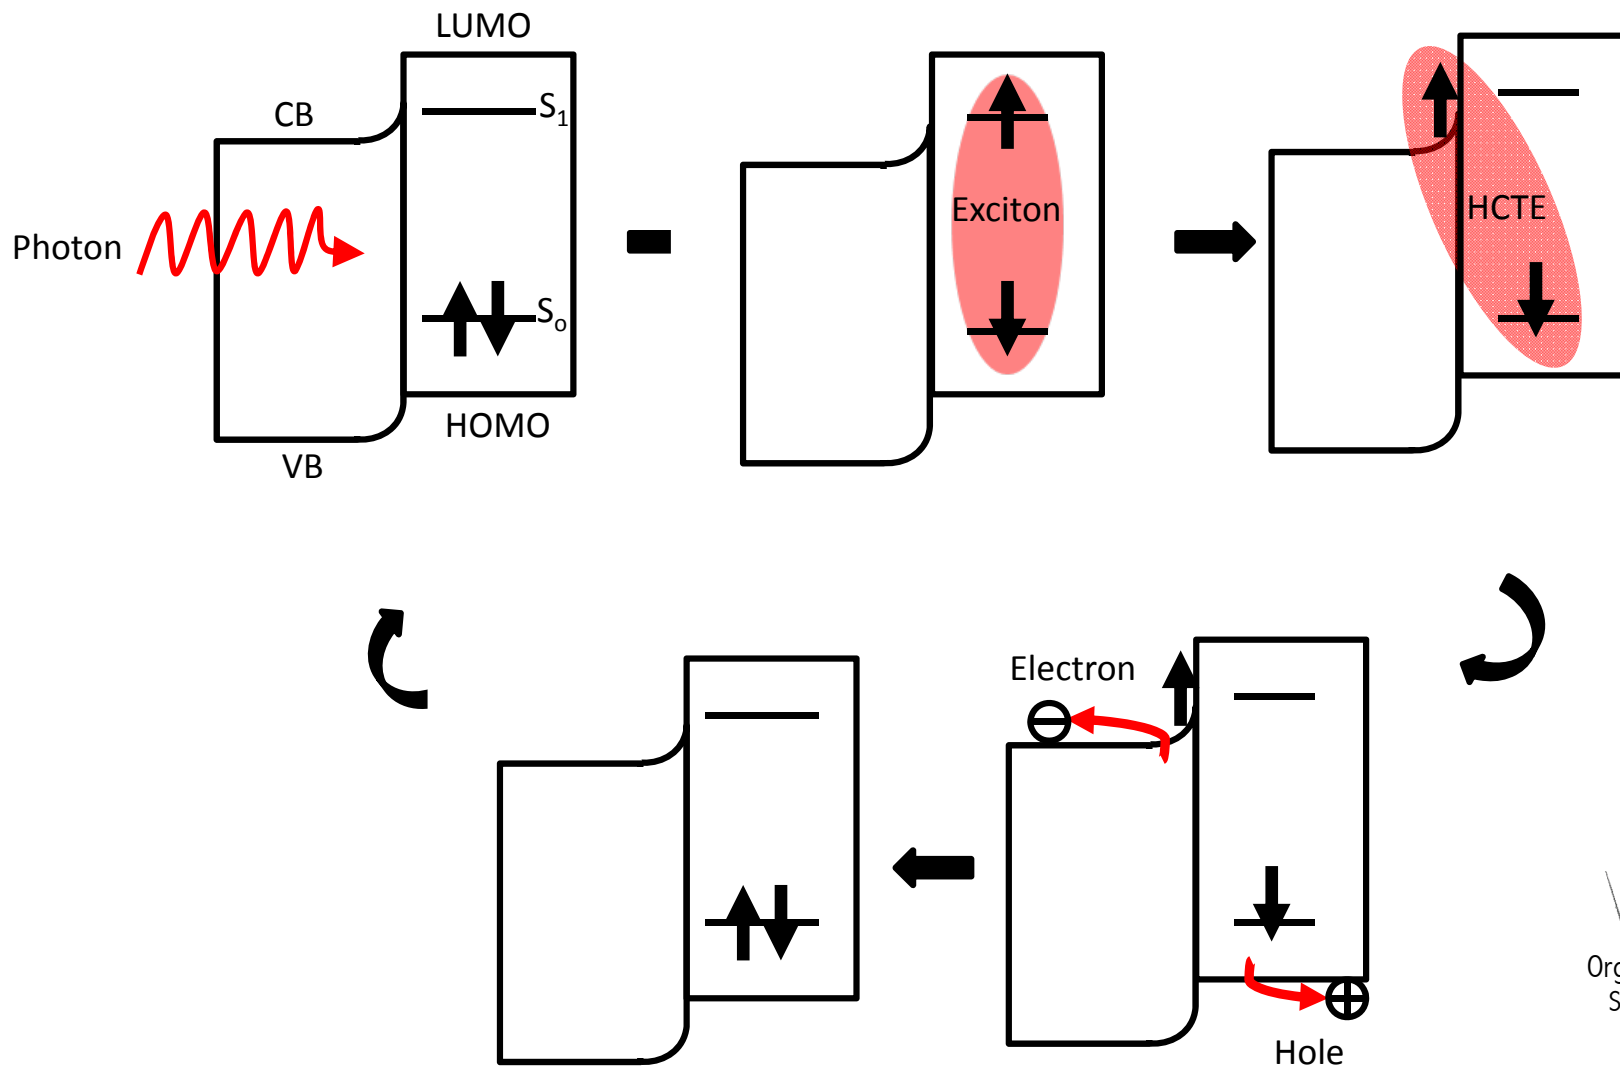 LUMO
CB
S₁
Photon
S₀
HOMO
VB
Exciton
HCTE
Electron
Hole